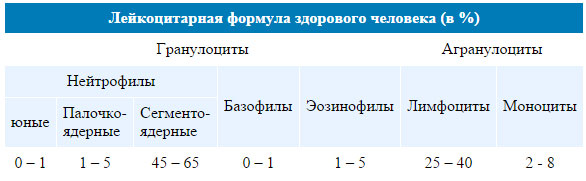 Лейкоцитарная формула здорового человека (в %)
Гранулоциты Агранулоциты
Нейтрофилы Базофилы Эозинофилы Лимфоциты Моноциты
юные Палочко- Сегменто-
ядерные ядерные
0 – 1 1 – 5 45 – 65 0 – 1 1 – 5 25 – 40 2 - 8